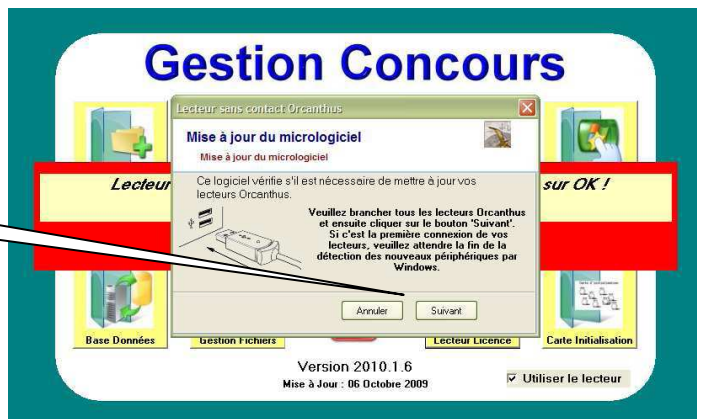 Gestion Concours
Lecteur sans contact Orcanthus
Mise à jour du micrologiciel
Mise à jour du micrologiciel
Lecteur
sur OK !
Ce logiciel vérifie s'il est nécessaire de mettre à jour vos
lecteurs Orcanthus.
Veuillez brancher tous les lecteurs Orcanthus
et ensuite cliquer sur le bouton 'Suivant'.
Si c'est la première connexion de vos
lecteurs, veuillez attendre la fin de la
détection des nouveaux périphériques par
Windows.
Annuler
Suivant
Base Données
Gestion Fichiers
Lecteur Licence
Carte Initialisation
Version 2010.1.6
Mise à Jour : 06 Octobre 2009
Utiliser le lecteur